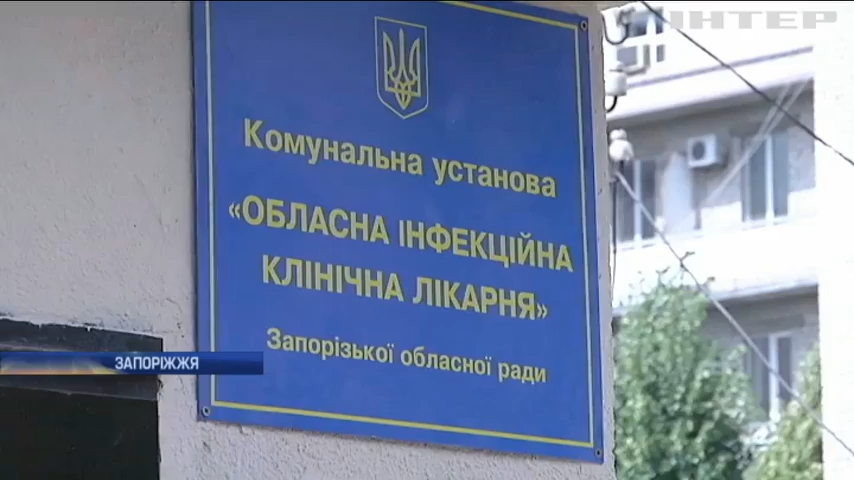 ІНТЕР
Комунальна установа
«ОБЛАСНА ІНФЕКЦІЙНА
КЛІНІЧНА ЛІКАРНЯ»
Запорізької обласної ради
ЗАПОРІЖЖЯ